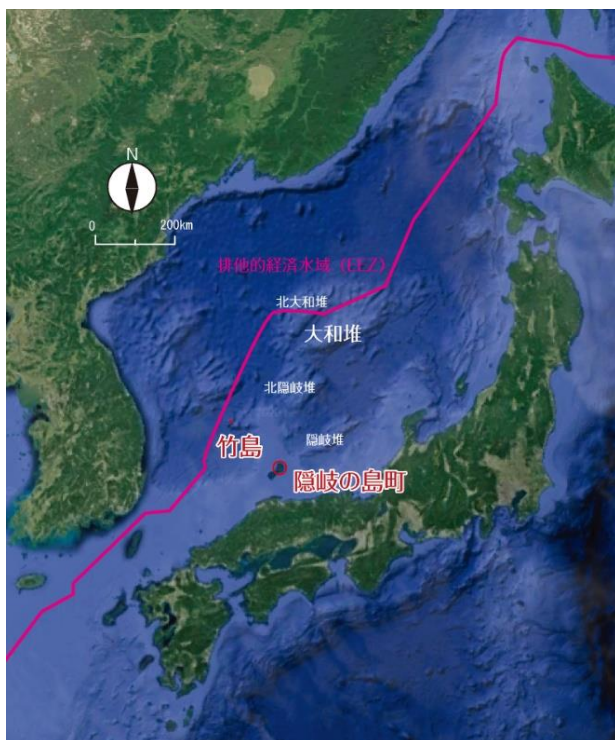 N
0 200km
排他的経済水域（EEZ）
北大和堆
大和堆
北隠岐堆
竹島
隠岐堆
隠岐の島町